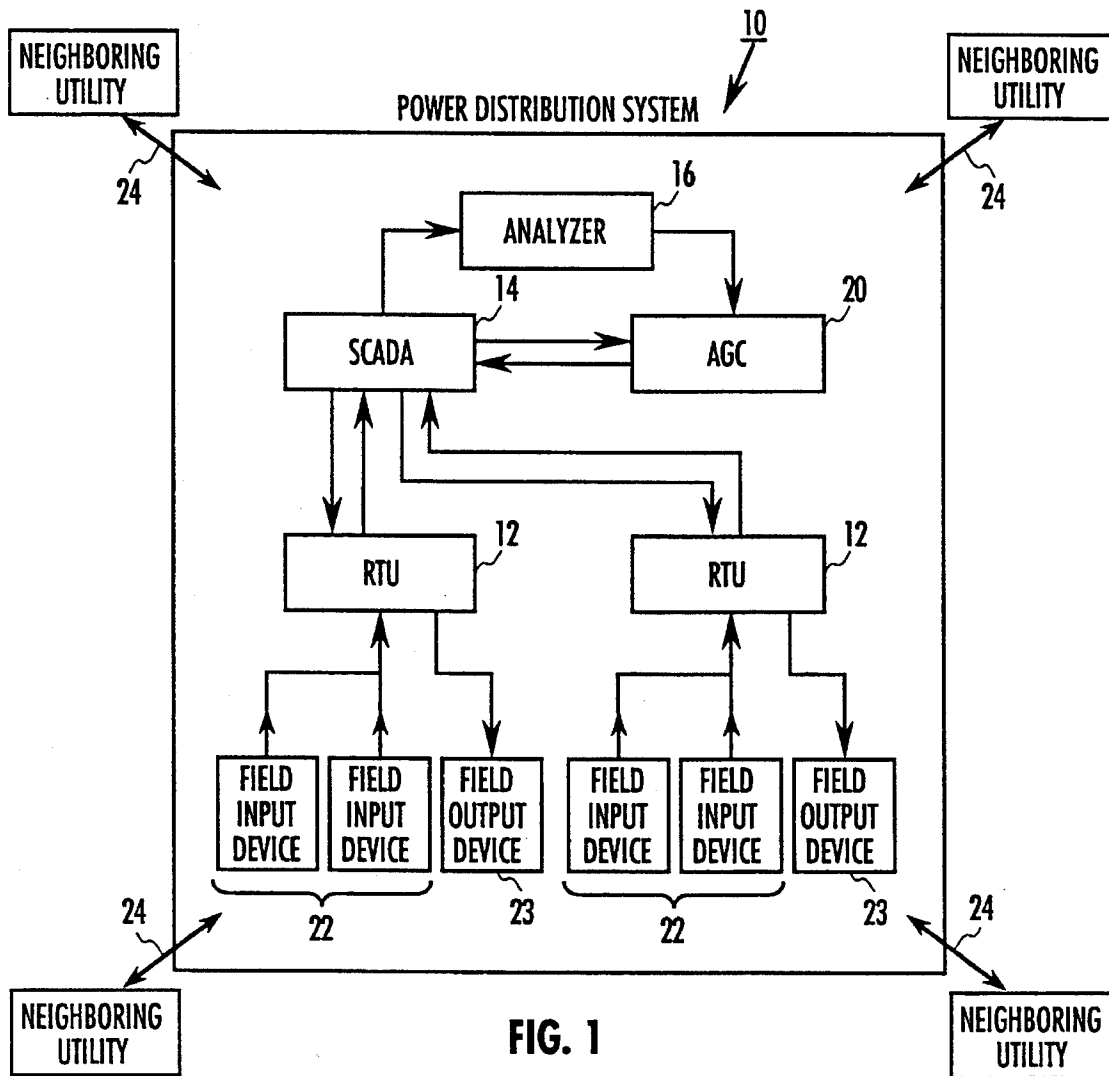 10
NEIGHBORING
UTILITY
NEIGHBORING
UTILITY
POWER DISTRIBUTION SYSTEM
24
24
16
ANALYZER
14
20
SCADA
AGC
12
12
RTU
RTU
FIELD
INPUT
DEVICE
FIELD
INPUT
DEVICE
FIELD
OUTPUT
DEVICE
FIELD
INPUT
DEVICE
FIELD
INPUT
DEVICE
FIELD
OUTPUT
DEVICE
22
23
22
23
24
24
NEIGHBORING
UTILITY
NEIGHBORING
UTILITY
FIG. 1